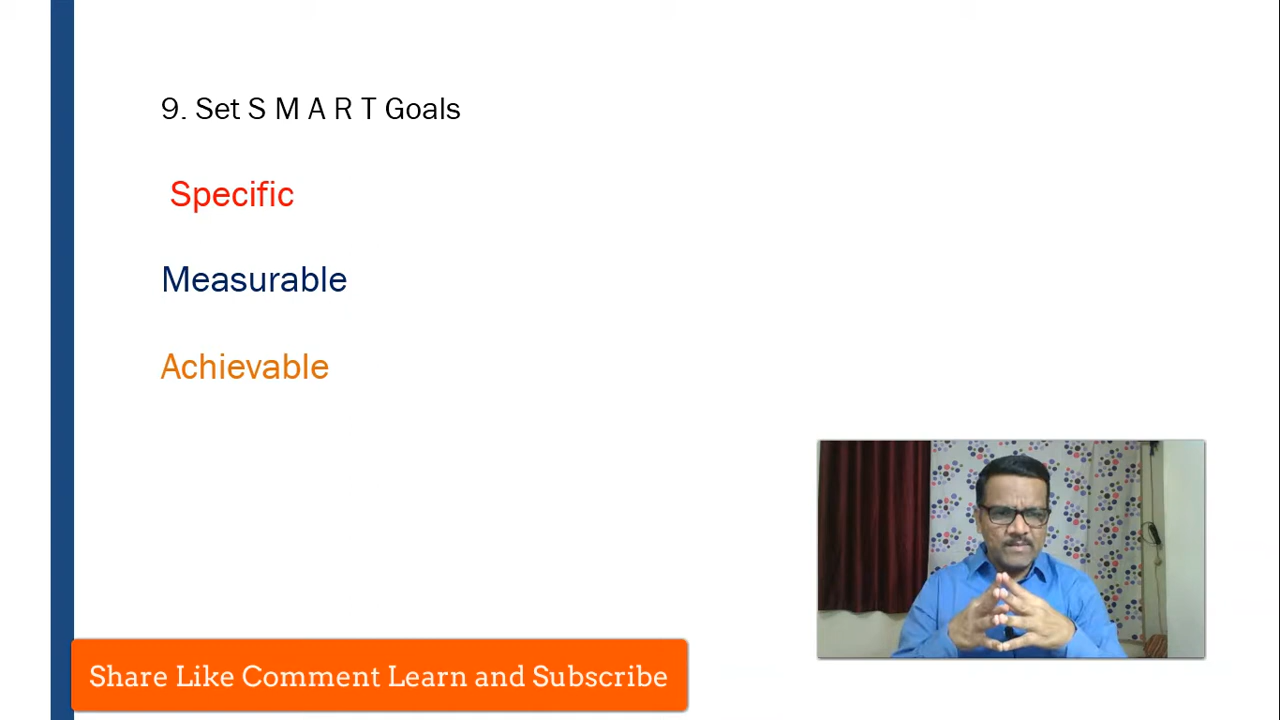 9. Set S M A R T Goals
Specific
Measurable
Achievable
Share Like Comment Learn and Subscribe